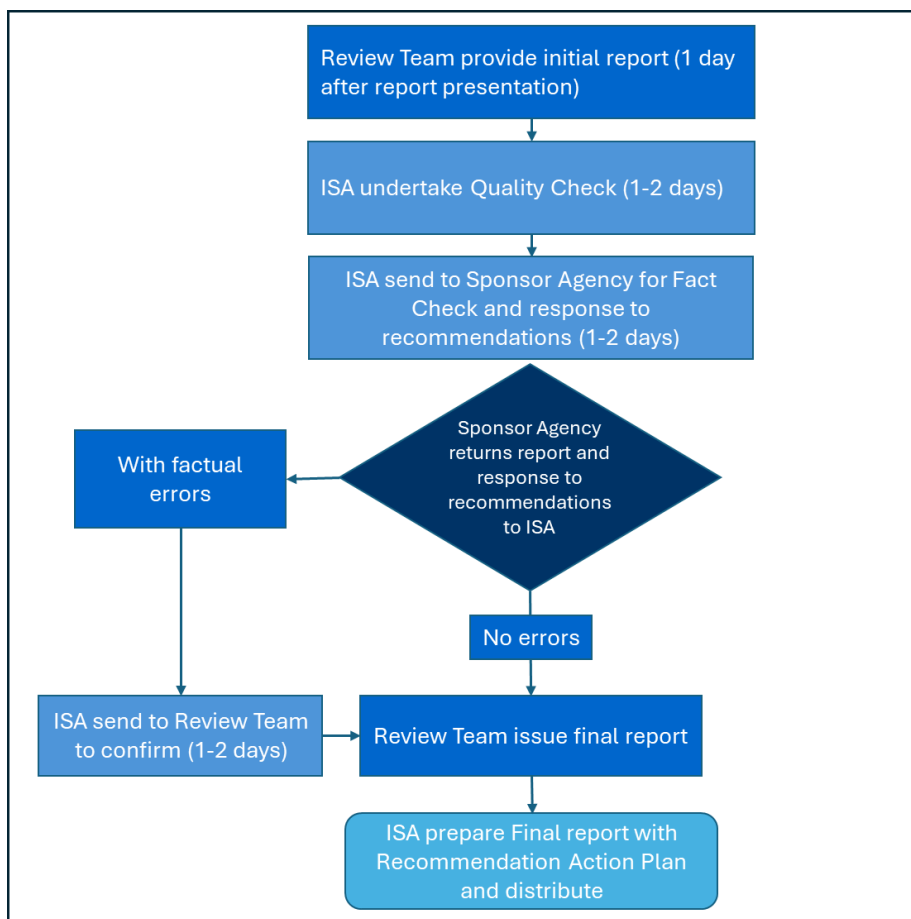 Review Team provide initial report (1 day
after report presentation)
ISA undertake Quality Check (1-2 days)
ISA send to Sponsor Agency for Fact
Check and response to
recommendations (1-2 days)
Sponsor Agency
returns report and
response to
recommendations
to ISA
With factual
errors
No errors
ISA send to Review Team
to confirm (1-2 days)
Review Team issue final report
ISA prepare Final report with
Recommendation Action Plan
and distribute